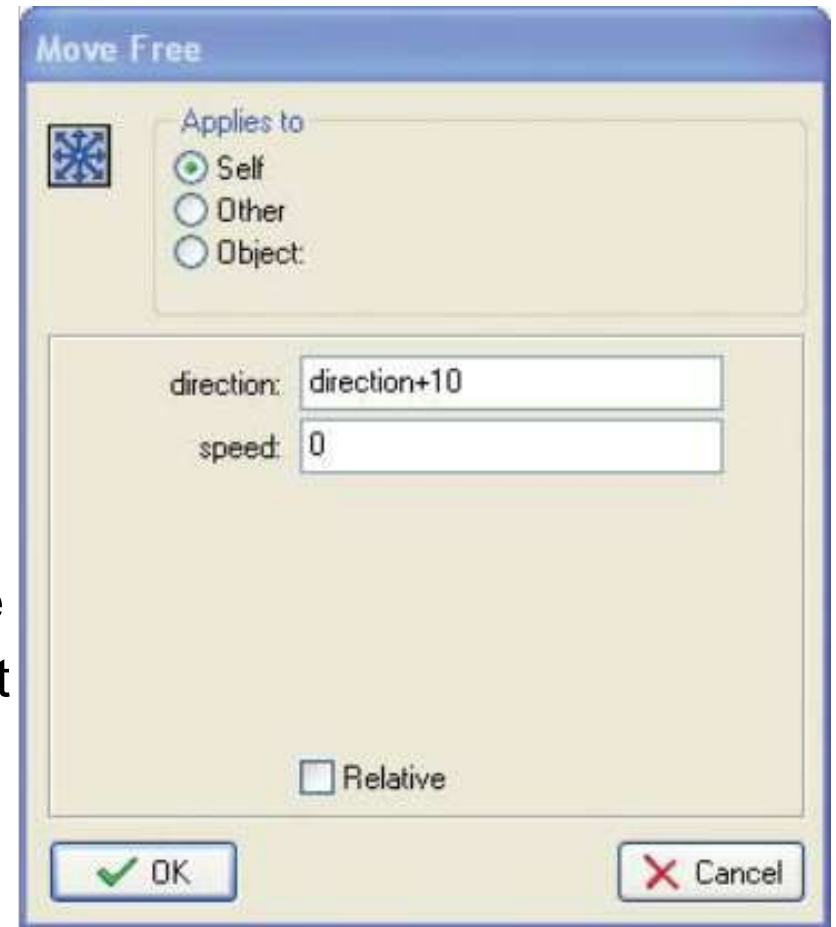 Move Free
Applies to
Self
Other
Object:
direction: direction+10
speed: 0
e
t
Relative
OK
Cancel